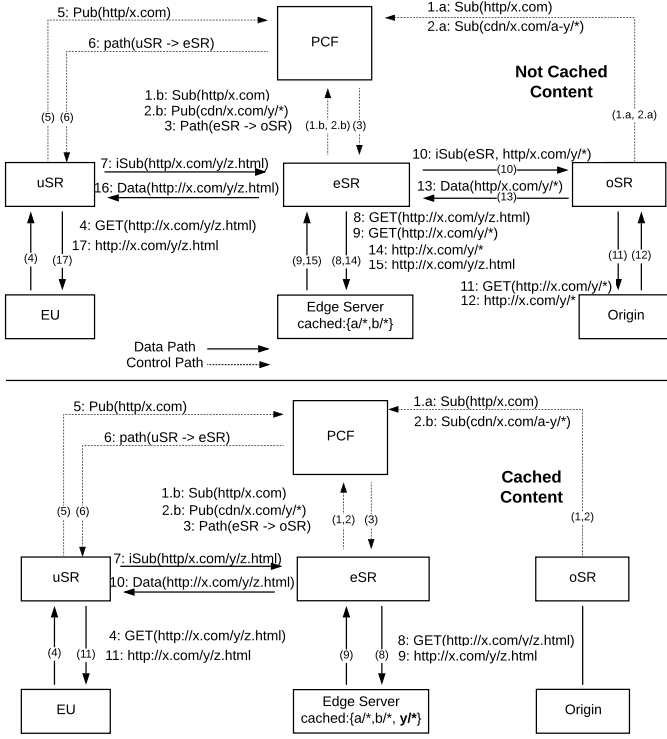 5: Pub(http/x.com)
6: path(uSR -> eSR)
PCF
1.a: Sub(http/x.com)
2.a: Sub(cdn/x.com/a-y/*)
Not Cached
Content
1.b: Sub(http/x.com)
2.b: Pub(cdn/x.com/y/*)
3: Path(eSR -> oSR)
(5)
(6)
(1.b, 2.b)
(3)
(1.a, 2.a)
7: iSub(http/x.com/y/z.html)
10: iSub(eSR, http/x.com/y/*)
(10)
uSR
eSR
oSR
16: Data(http://x.com/y/z.html)
13: Data(http/x.com/y/*)
(13)
4: GET(http://x.com/y/z.html)
17: http://x.com/y/z.html
8: GET(http://x.com/y/z.html)
9: GET(http://x.com/y/*)
14: http://x.com/y/*
15: http://x.com/y/z.html
(4)
(17)
(9,15)
(8,14)
(11)
(12)
11: GET(http://x.com/y/*)
12: http://x.com/y/*
EU
Edge Server
cached:{a/*,b/*}
Origin
Data Path
Control Path
5: Pub(http/x.com)
6: path(uSR -> eSR)
PCF
1.a: Sub(http/x.com)
2.b: Sub(cdn/x.com/a-y/*)
Cached
Content
1.b: Sub(http/x.com)
2.b: Pub(cdn/x.com/y/*)
3: Path(eSR -> oSR)
(5)
(6)
(1,2)
(3)
(1,2)
7: iSub(http/x.com/y/z.html)
uSR
eSR
oSR
10: Data(http://x.com/y/z.html)
4: GET(http://x.com/y/z.html)
11: http://x.com/y/z.html
8: GET(http://x.com/y/z.html)
9: http://x.com/y/z.html
(4)
(11)
(9)
(8)
EU
Edge Server
cached:{a/*,b/*, y/*}
Origin